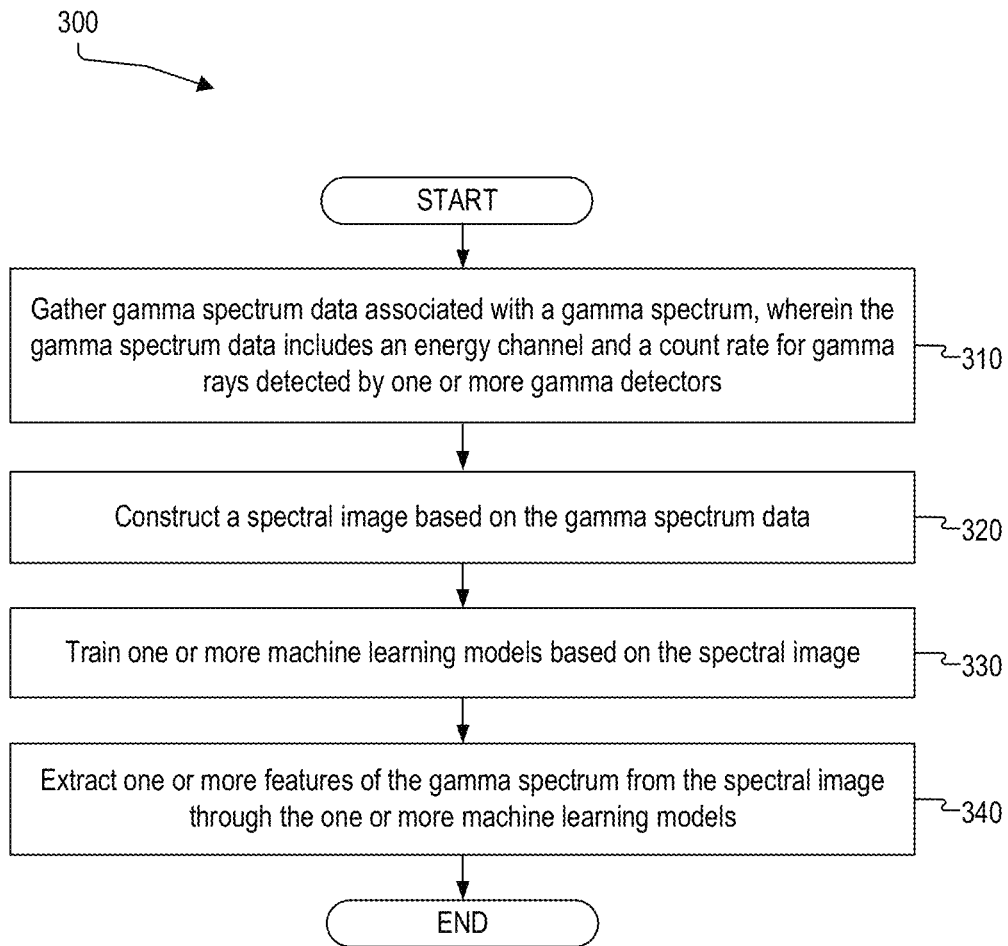 300
START
Gather gamma spectrum data associated with a gamma spectrum, wherein the
gamma spectrum data includes an energy channel and a count rate for gamma
rays detected by one or more gamma detectors
310
Construct a spectral image based on the gamma spectrum data
320
Train one or more machine learning models based on the spectral image
330
Extract one or more features of the gamma spectrum from the spectral image
through the one or more machine learning models
340
END